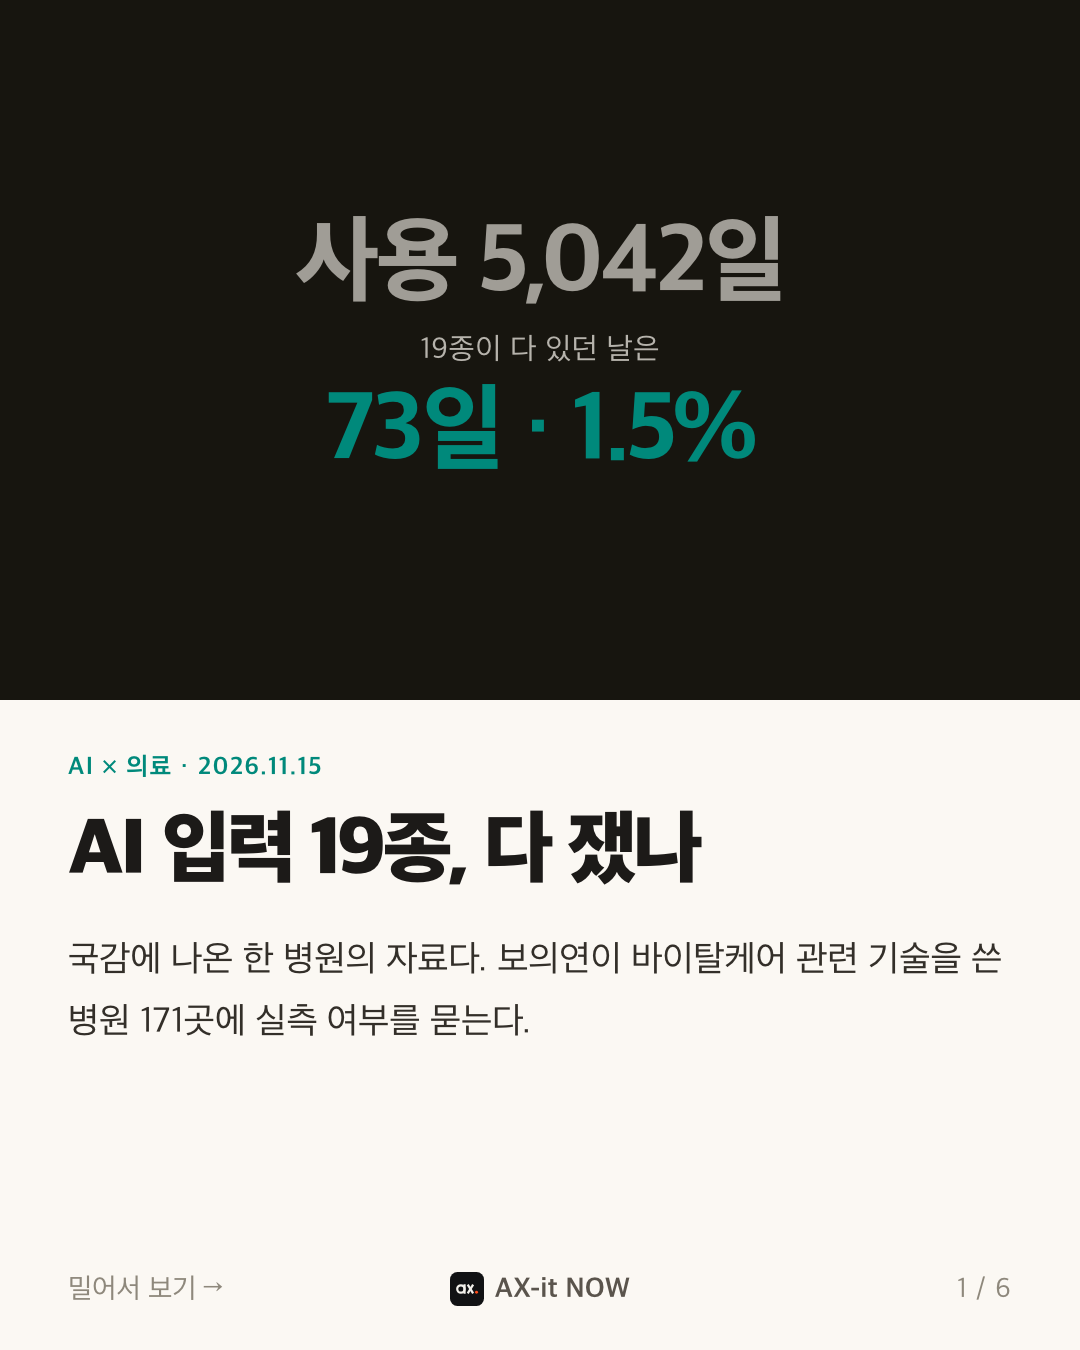 사용 5,042일
19종이 다 있던 날은
73일 · 1.5%
AI × 의료 · 2026.11.15
AI 입력 19종, 다 쟀나
국감에 나온 한 병원의 자료다. 보의연이 바이탈케어 관련 기술을 쓴
병원 171곳에 실측 여부를 묻는다.
밀어서 보기 →
ax.
AX-it NOW
1 / 6